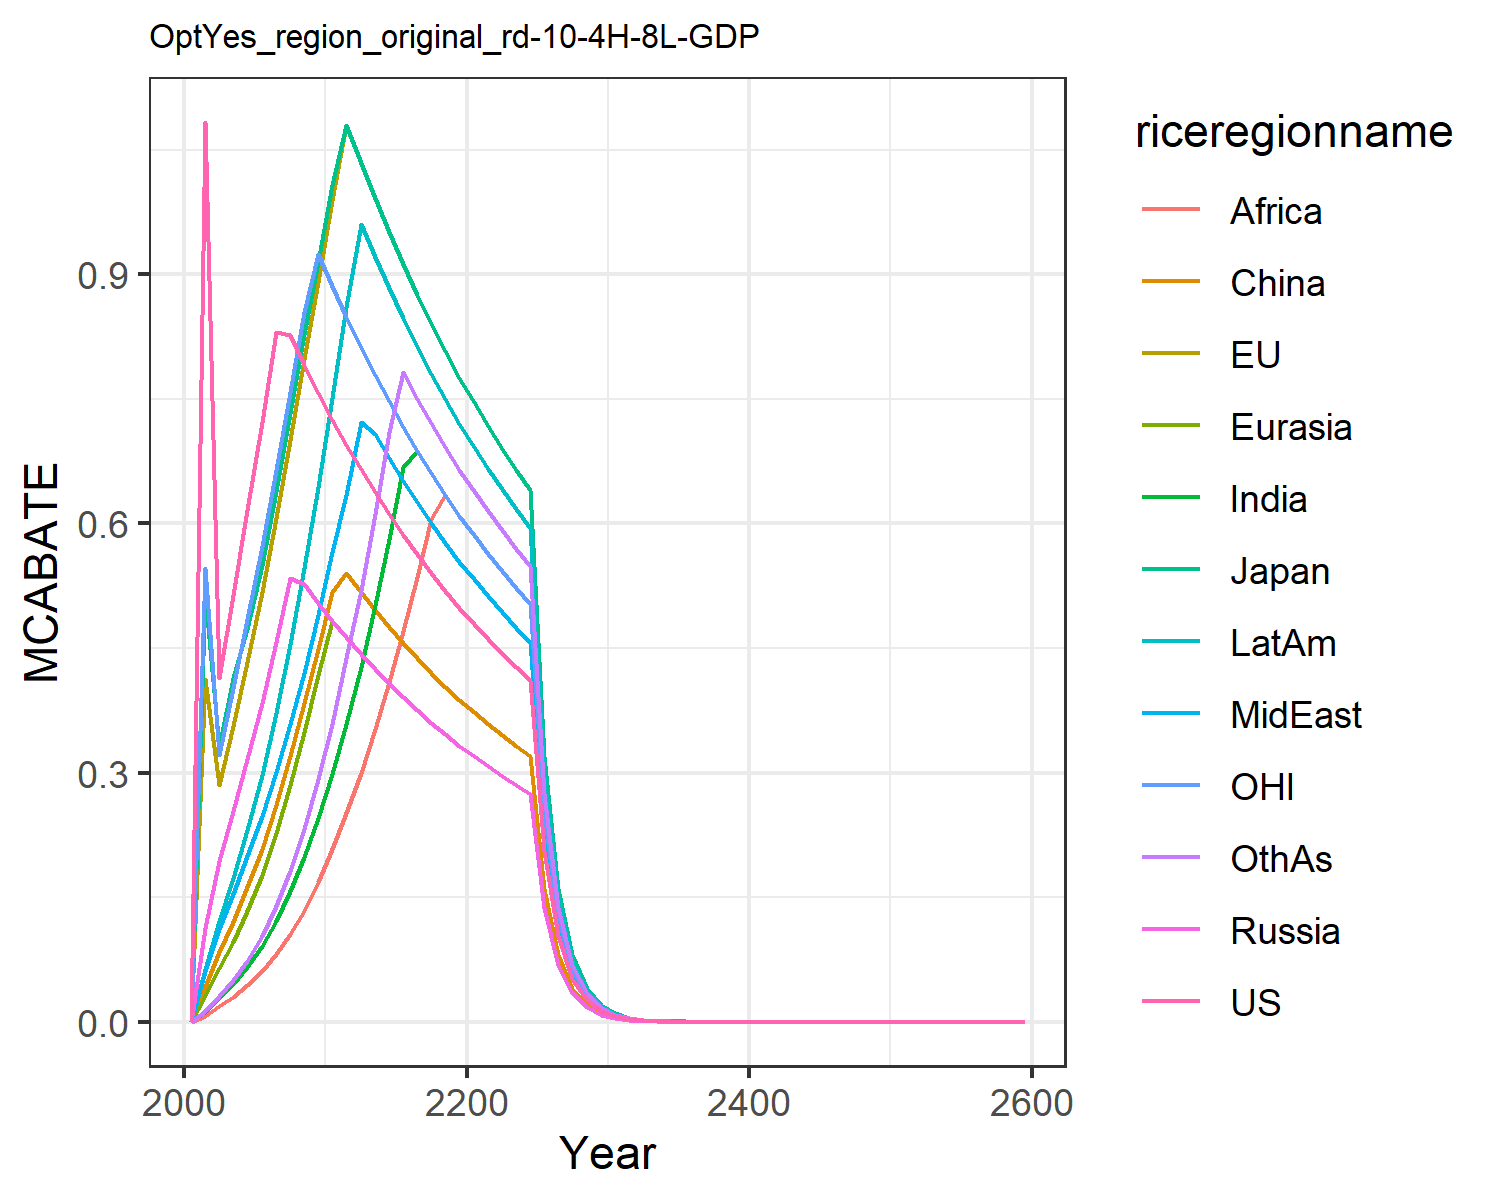 OptYes_region_original_rd-10-4H-8L-GDP
MCABATE
0.9
0.6
0.3
0.0
2000 2200 2400 2600
Year
riceregionname
Africa
China
EU
Eurasia
India
Japan
LatAm
MidEast
OHI
OthAs
Russia
US